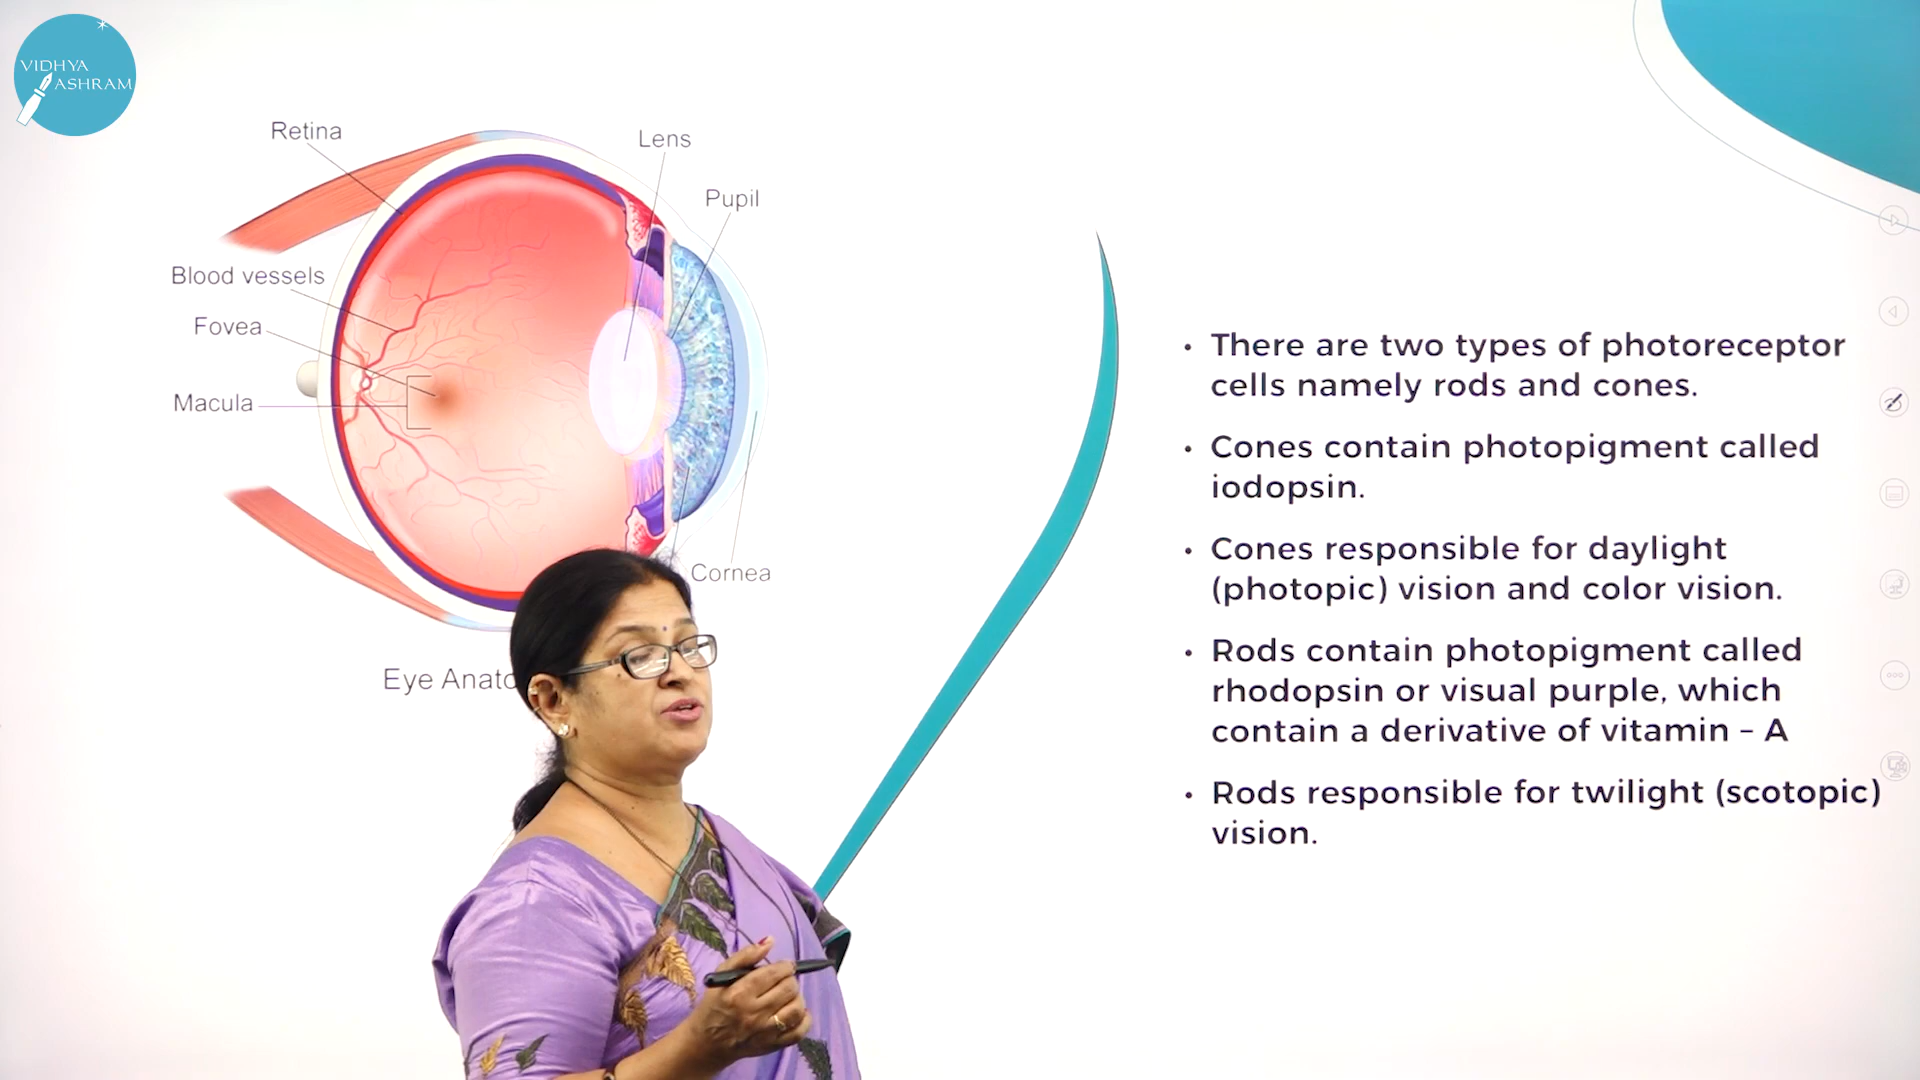 VIDHYA
ASHRAM
Retina
Lens
Pupil
Blood vessels
Fovea
Macula
Cornea
Eye Anato
• There are two types of photoreceptor
cells namely rods and cones.
• Cones contain photopigment called
iodopsin.
• Cones responsible for daylight
(photopic) vision and color vision.
• Rods contain photopigment called
rhodopsin or visual purple, which
contain a derivative of vitamin – A
• Rods responsible for twilight (scotopic)
vision.